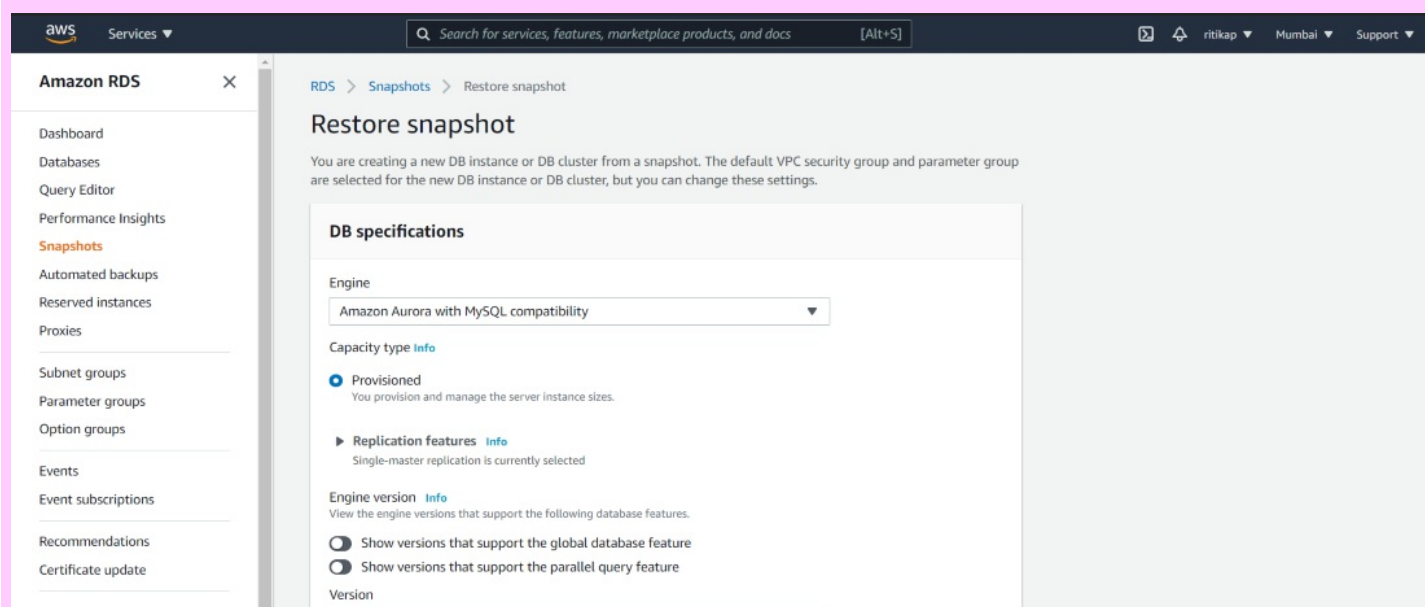 aws
Services ▼
Search for services, features, marketplace products, and docs [Alt+S]
ritikap ▼
Mumbai ▼
Support ▼
Amazon RDS
Dashboard
Databases
Query Editor
Performance Insights
Snapshots
Automated backups
Reserved instances
Proxies
Subnet groups
Parameter groups
Option groups
Events
Event subscriptions
Recommendations
Certificate update
RDS > Snapshots > Restore snapshot
Restore snapshot
You are creating a new DB instance or DB cluster from a snapshot. The default VPC security group and parameter group
are selected for the new DB instance or DB cluster, but you can change these settings.
DB specifications
Engine
Amazon Aurora with MySQL compatibility
Capacity type Info
Provisioned
You provision and manage the server instance sizes.
Replication features Info
Single-master replication is currently selected
Engine version Info
View the engine versions that support the following database features.
Show versions that support the global database feature
Show versions that support the parallel query feature
Version